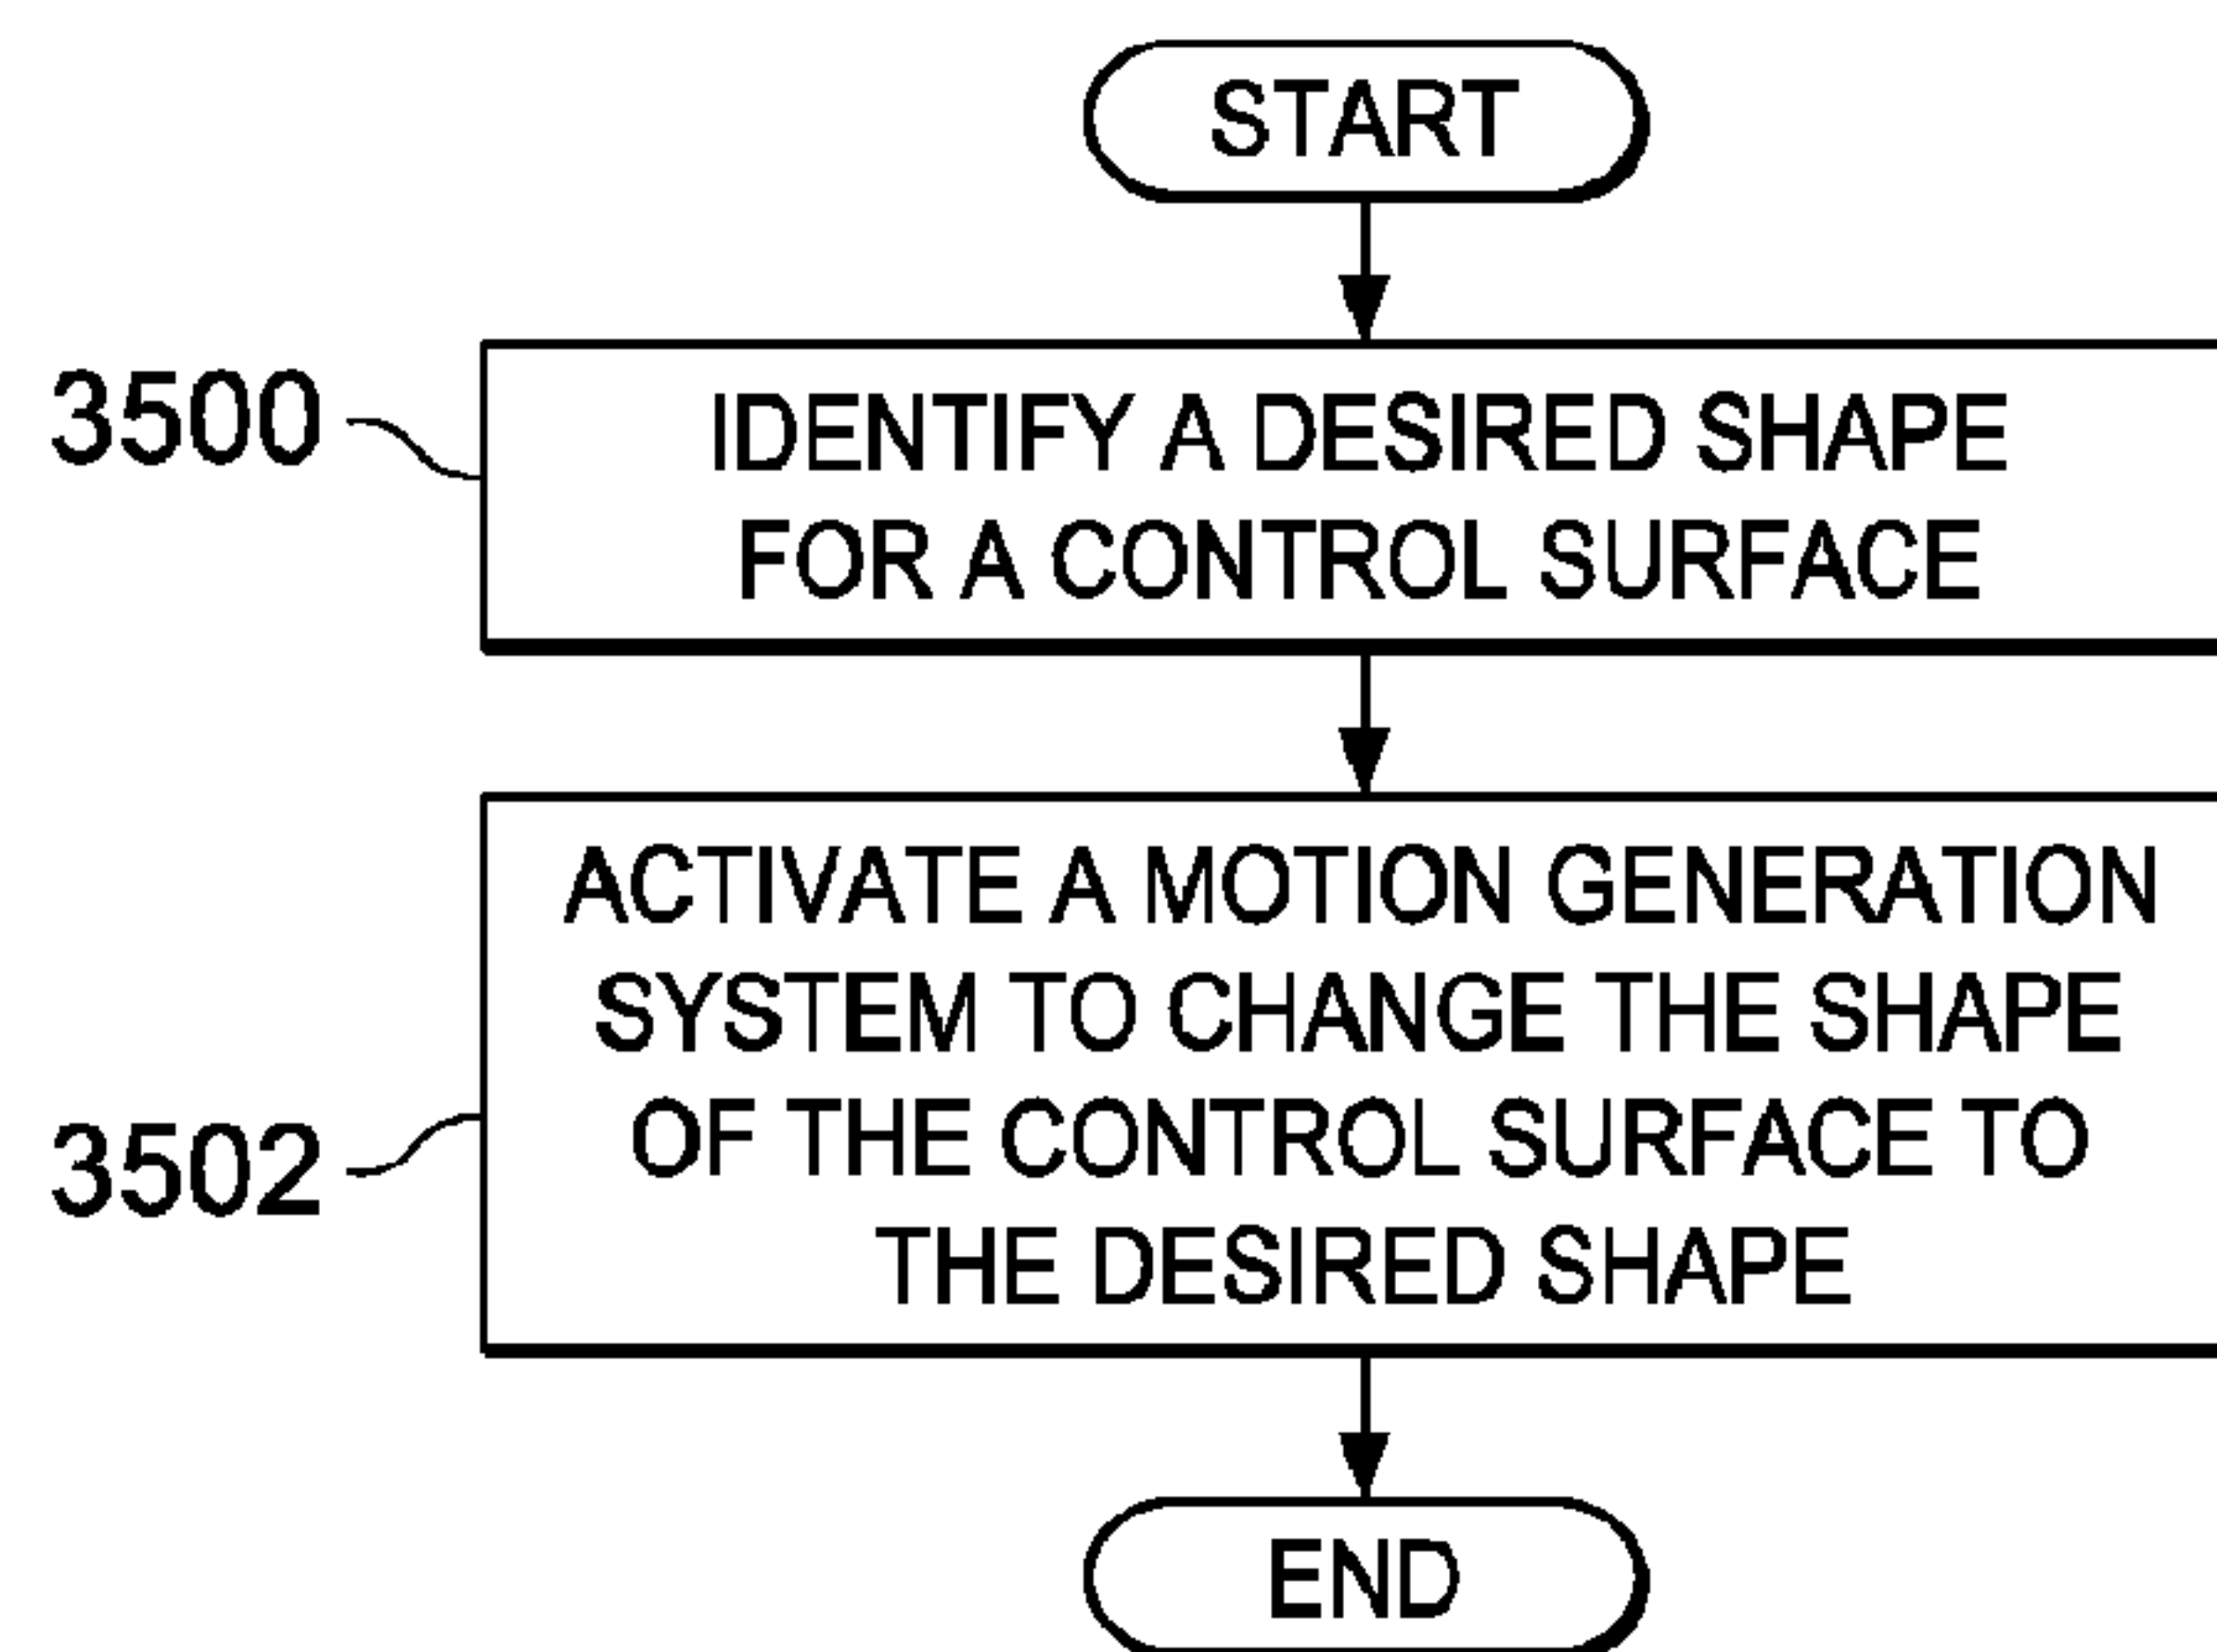 START
3500
IDENTIFY A DESIRED SHAPE
FOR A CONTROL SURFACE
ACTIVATE A MOTION GENERATION
SYSTEM TO CHANGE THE SHAPE
OF THE CONTROL SURFACE TO
THE DESIRED SHAPE
3502
END